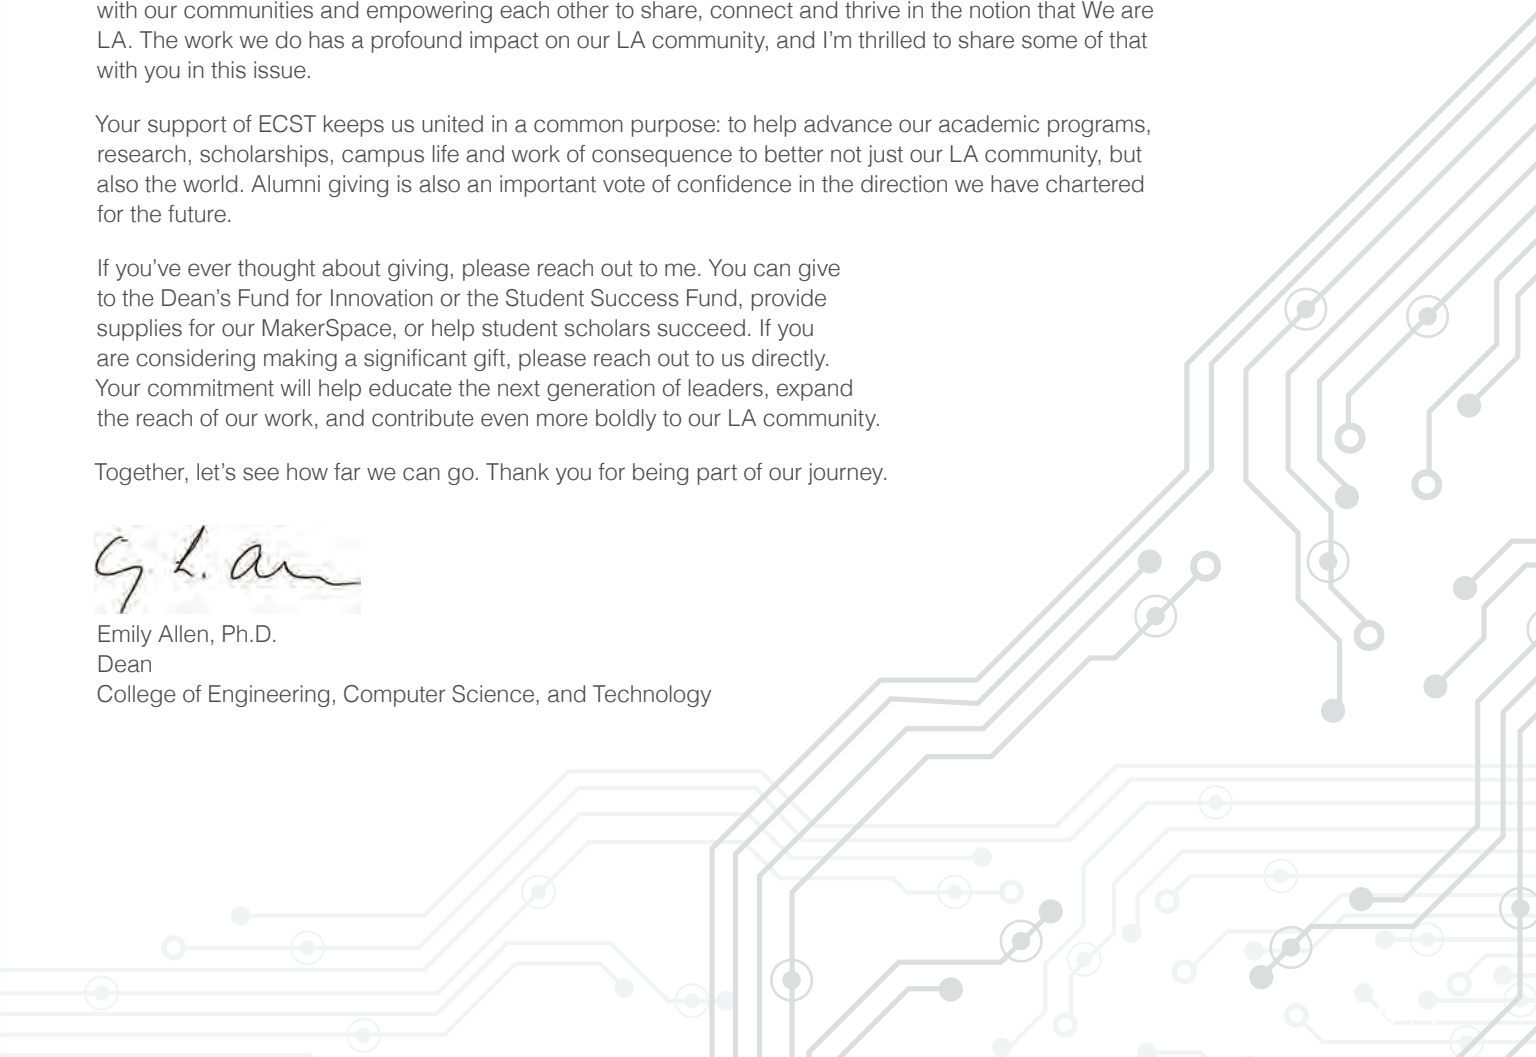 with our communities and empowering each other to share, connect and thrive in the notion that We are
LA. The work we do has a profound impact on our LA community, and I’m thrilled to share some of that
with you in this issue.
Your support of ECST keeps us united in a common purpose: to help advance our academic programs,
research, scholarships, campus life and work of consequence to better not just our LA community, but
also the world. Alumni giving is also an important vote of confidence in the direction we have chartered
for the future.
If you’ve ever thought about giving, please reach out to me. You can give
to the Dean’s Fund for Innovation or the Student Success Fund, provide
supplies for our MakerSpace, or help student scholars succeed. If you
are considering making a significant gift, please reach out to us directly.
Your commitment will help educate the next generation of leaders, expand
the reach of our work, and contribute even more boldly to our LA community.
Together, let’s see how far we can go. Thank you for being part of our journey.
Emily Allen, Ph.D.
Dean
College of Engineering, Computer Science, and Technology